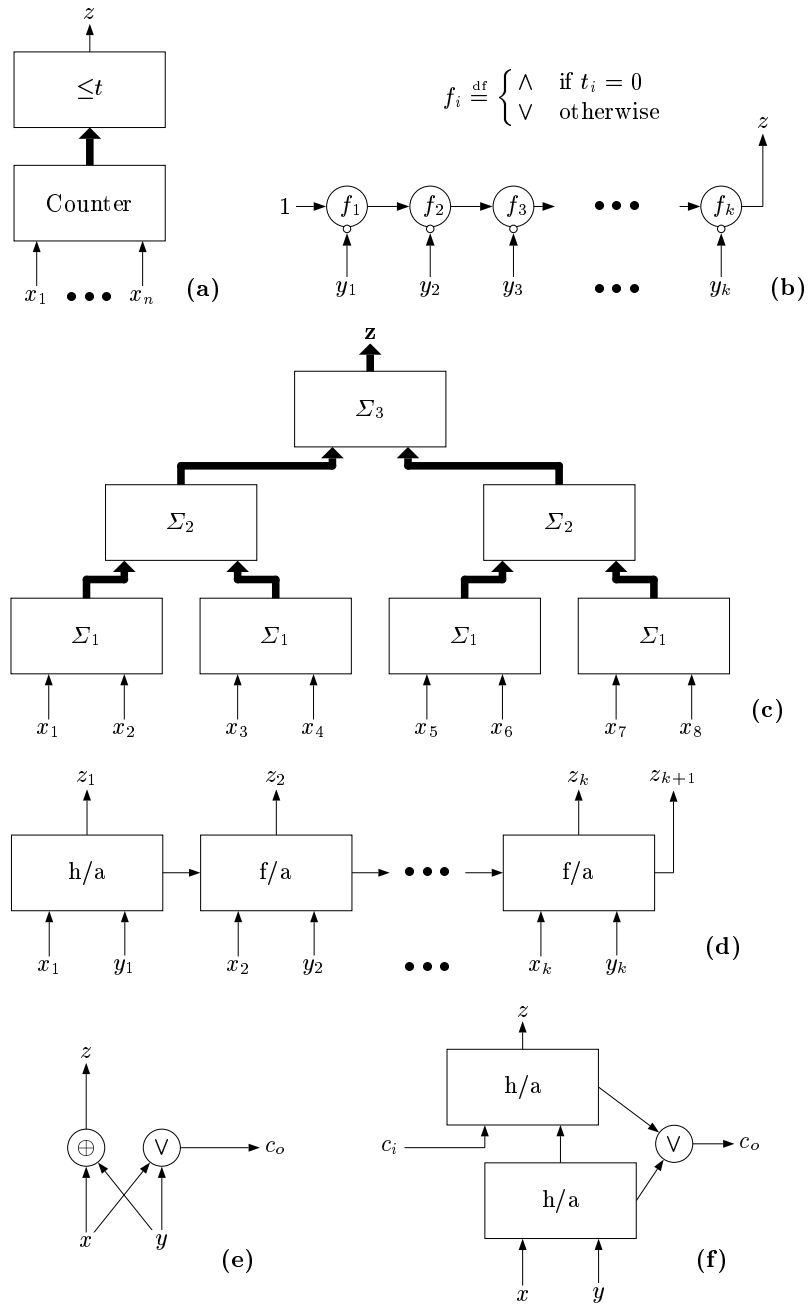 z
≤t
Counter
x₁ ••• xₙ (a)
fᵢ ≝ { ∧ if tᵢ = 0
∨ otherwise
z
1 f₁ f₂ f₃ ••• fₖ
y₁ y₂ y₃ ••• yₖ (b)
z
Σ₃
Σ₂ Σ₂
Σ₁ Σ₁ Σ₁ Σ₁
x₁ x₂ x₃ x₄ x₅ x₆ x₇ x₈ (c)
z₁ z₂ zₖ zₖ₊₁
h/a f/a ••• f/a
x₁ y₁ x₂ y₂ ••• xₖ yₖ (d)
z
⊕ ∨ cₒ
x y (e)
z
h/a
cᵢ ∨ cₒ
h/a
x y (f)